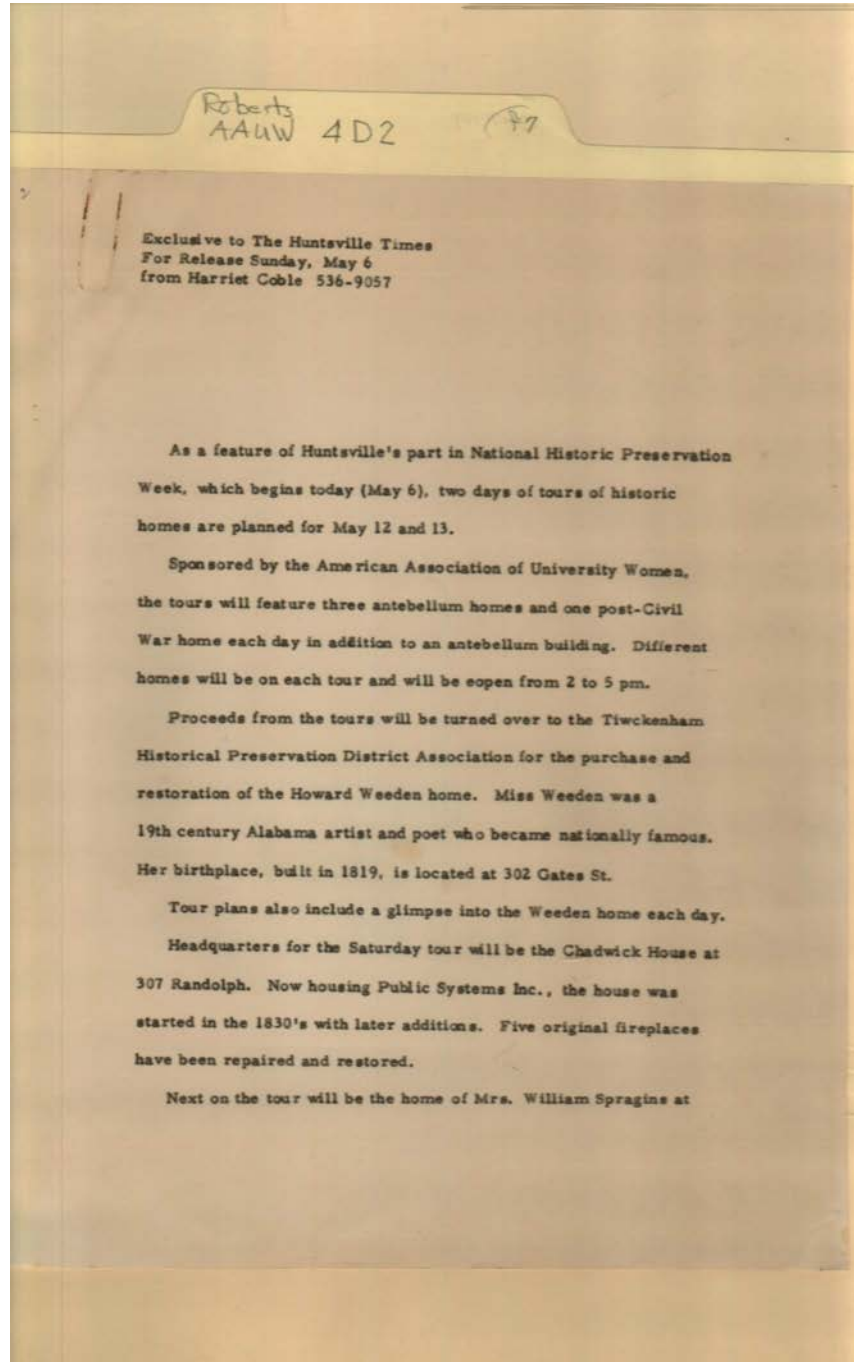 Roberts
AAUW 4D2
Exclusive to The Huntsville Times
For Release Sunday, May 6
from Harriet Coble 536-9057
As a feature of Huntsville's part in National Historic Preservation
Week, which begins today (May 6), two days of tours of historic
homes are planned for May 12 and 13.
Sponsored by the American Association of University Women,
the tours will feature three antebellum homes and one post-Civil
War home each day in addition to an antebellum building. Different
homes will be on each tour and will be eopen from 2 to 5 pm.
Proceeds from the tours will be turned over to the Tiwckenham
Historical Preservation District Association for the purchase and
restoration of the Howard Weeden home. Miss Weeden was a
19th century Alabama artist and poet who became nationally famous.
Her birthplace, built in 1819, is located at 302 Gates St.
Tour plans also include a glimpse into the Weeden home each day.
Headquarters for the Saturday tour will be the Chadwick House at
307 Randolph. Now housing Public Systems Inc., the house was
started in the 1830's with later additions. Five original fireplaces
have been repaired and restored.
Next on the tour will be the home of Mrs. William Spragins at